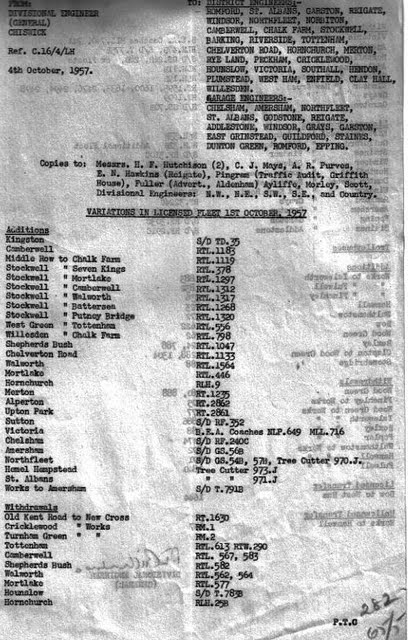 FROM:
DIVISIONAL ENGINEER
(GENERAL)
CHISWICK
Ref. C.16/4/LH
4th October, 1957.
TO: DISTRICT ENGINEERS:-
ROMFORD, ST. ALBANS, GARSTON, REIGATE,
WINDSOR, NORTHFLEET, NORBITON,
CAMBERWELL, CHALK FARM, STOCKWELL,
BARKING, RIVERSIDE, TOTTENHAM,
CHELVERTON ROAD, HORNCHURCH, MERTON,
RYE LAND, PECKHAM, CRICKLEWOOD,
HOUNSLOW, VICTORIA, SOUTHALL, HENDON,
PLUMSTEAD, WEST HAM, ENFIELD, CLAY HALL,
WILLESDEN.
GARAGE ENGINEERS:-
CHELSHAM, AMERSHAM, NORTHFLEET,
ST. ALBANS, GODSTONE, REIGATE,
ADDLESTONE, WINDSOR, GRAYS, GARSTON,
EAST GRINSTEAD, GUILDFORD, STAINES,
DUNTON GREEN, ROMFORD, EPPING.
Copies to: Messrs. H. F. Hutchison (2), C. J. Mays, A. R. Purves,
E. N. Hawkins (Reigate), Pingram (Traffic Audit, Griffith
House), Fuller (Advert., Aldenham) Ayliffe, Morley, Scott,
Divisional Engineers: N.W., N.E., S.W., S.E., and Country.
VARIATIONS IN LICENSED FLEET 1ST OCTOBER, 1957
Additions
Kingston S/D TD.35
Camberwell RTL.1183
Middle Row to Chalk Farm RTL.1119
Stockwell " Seven Kings RTL.378
Stockwell " Mortlake RTL.1297
Stockwell " Camberwell RTL.1312
Stockwell " Walworth RTL.1317
Stockwell " Battersea RTL.1268
Stockwell " Putney Bridge RTL.1320
West Green " Tottenham RTL.556
Willesden " Chalk Farm RTL.798
Shepherds Bush RTL.1047
Chelverton Road RTL.1133
Walworth RTL.1564
Mortlake RTL.446
Hornchurch RLH.9
Merton RT.1235
Alperton RT.2862
Upton Park RT.2861
Sutton S/D RF.352
Victoria B.E.A. Coaches NLP.649 MLL.716
Chelsham S/D RF.240C
Amersham S/D GS.56B
Northfleet S/D GS.54B, 57B, Tree Cutter 970.J.
Hemel Hempstead Tree Cutter 973.J
St. Albans " " 971.J
Works to Amersham S/D T.791B
Withdrawals
Old Kent Road to New Cross RT.1630
Cricklewood " Works RM.1
Turnham Green " RM.2
Tottenham RTL.613 RTW.290
Camberwell RTL. 567, 583
Shepherds Bush RTL.582
Walworth RTL.562, 564
Mortlake RTL.577
Hounslow S/D T.783B
Hornchurch RLH.25B
P.T.O